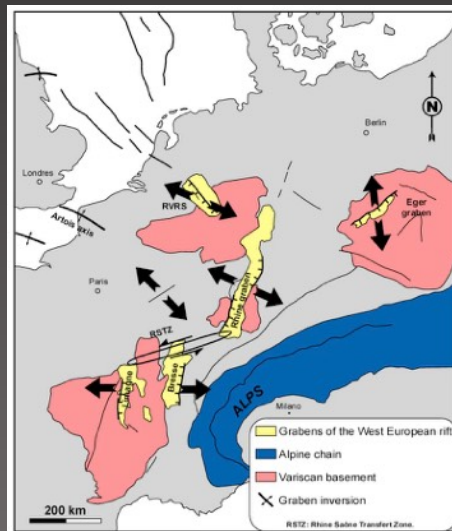 N
Berlin
Londres
RVRS
Eger
graben
Artois axis
Paris
Rhine graben
RSTZ
Limagne
Bresse
ALPS
Milano
Grabens of the West European rift
Alpine chain
Variscan basement
Graben inversion
200 km
RSTZ: Rhine Saône Transfert Zone.